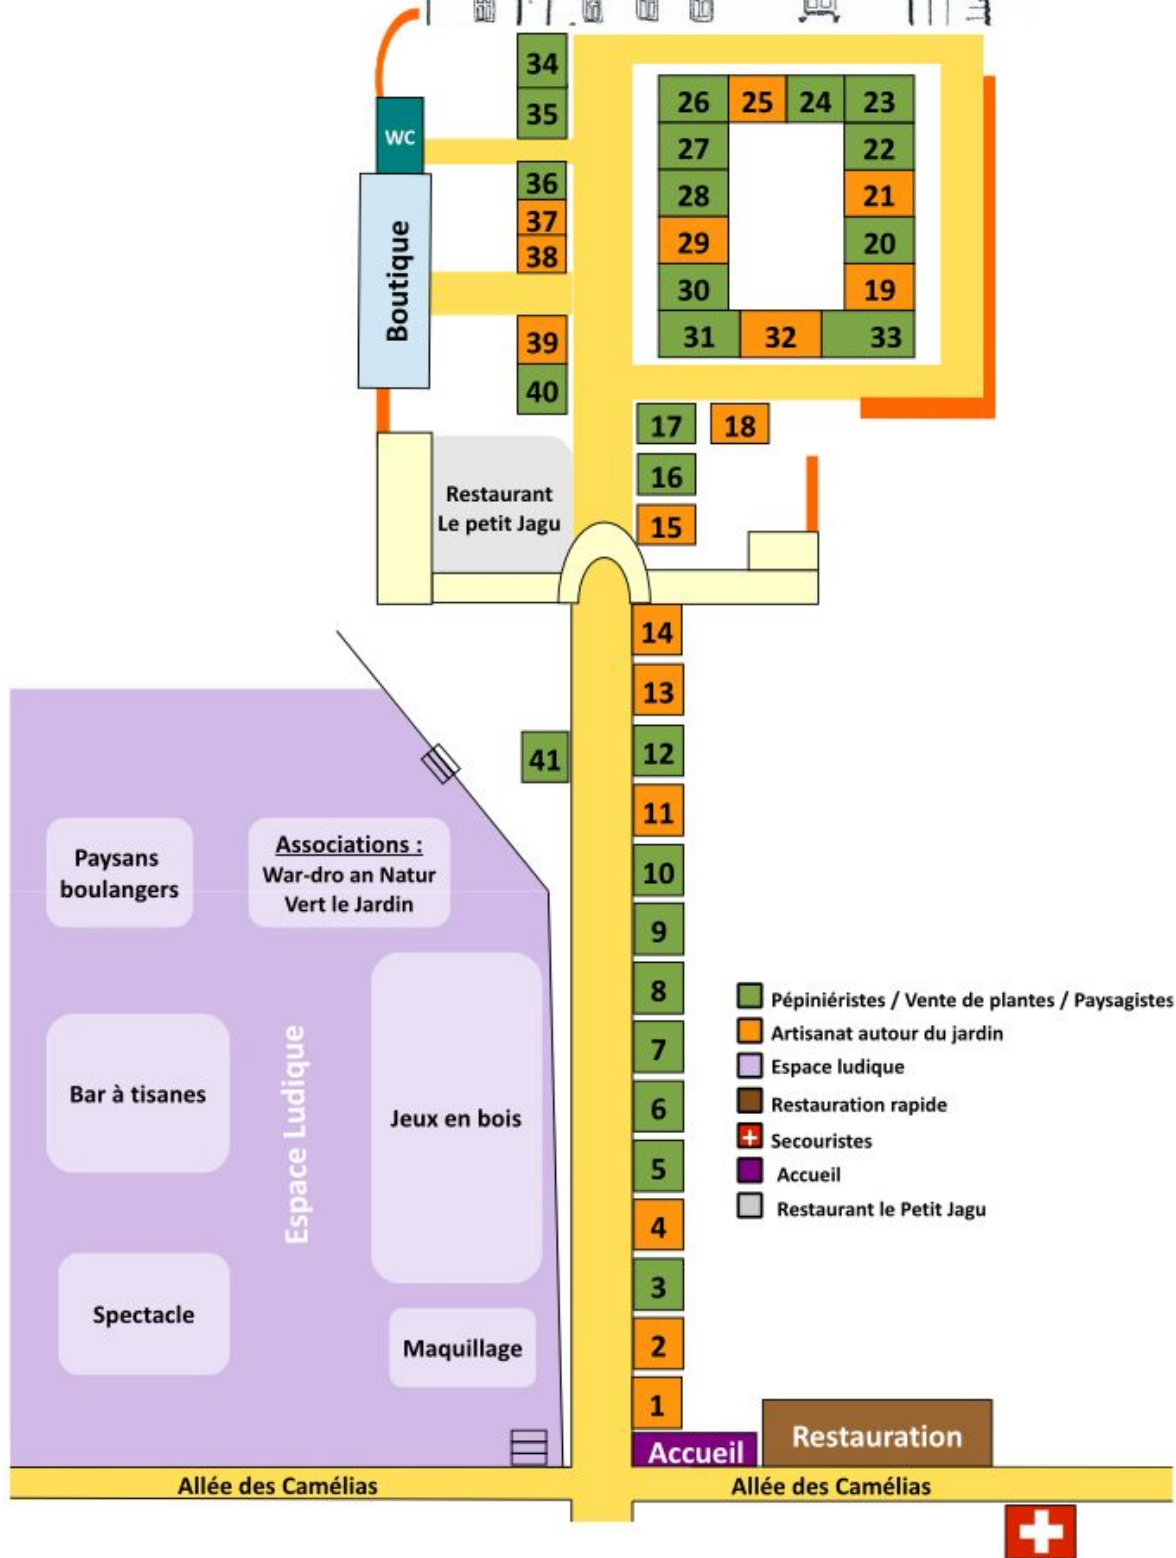 34
35
WC
36
37
38
Boutique
39
40
26 25 24 23
27 22
28 21
29 20
30 19
31 32 33
17 18
16
15
Restaurant
Le petit Jagu
14
13
12
41
11
10
9
8
7
6
5
4
3
2
1
Paysans
boulangers
Associations :
War-dro an Natur
Vert le Jardin
Bar à tisanes
Espace Ludique
Jeux en bois
Spectacle
Maquillage
Pépiniéristes / Vente de plantes / Paysagistes
Artisanat autour du jardin
Espace ludique
Restauration rapide
Secouristes
Accueil
Restaurant le Petit Jagu
Accueil
Restauration
Allée des Camélias
Allée des Camélias